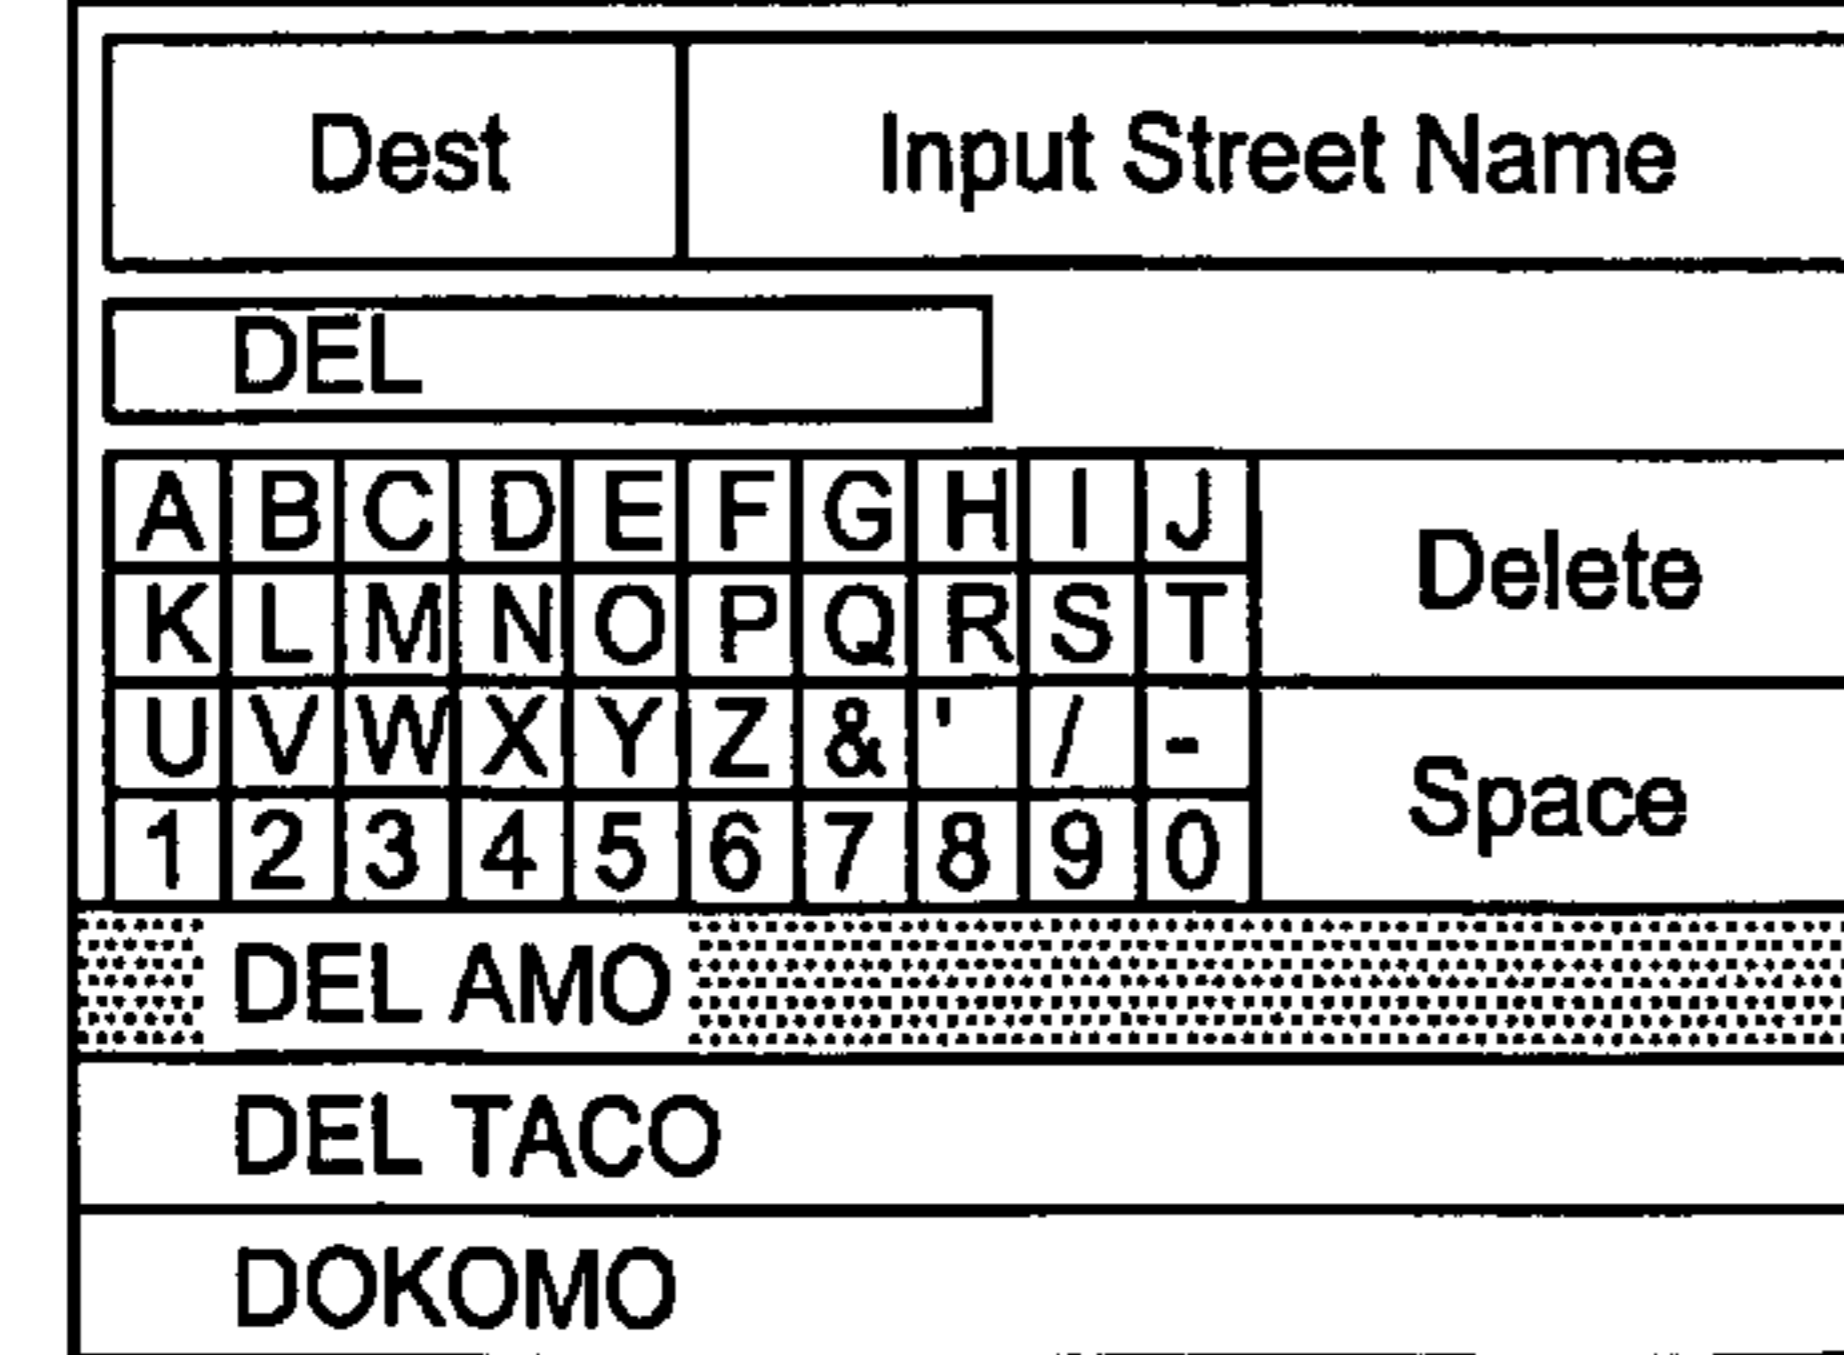 Dest Input Street Name
DEL
A B C D E F G H I J
Delete
K L M N O P Q R S T
U V W X Y Z & ' / -
Space
1 2 3 4 5 6 7 8 9 0
DEL AMO
DEL TACO
DOKOMO